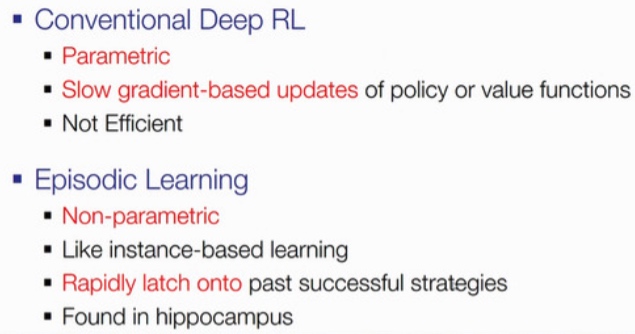 ▪ Conventional Deep RL
▪ Parametric
▪ Slow gradient-based updates of policy or value functions
▪ Not Efficient
▪ Episodic Learning
▪ Non-parametric
▪ Like instance-based learning
▪ Rapidly latch onto past successful strategies
▪ Found in hippocampus